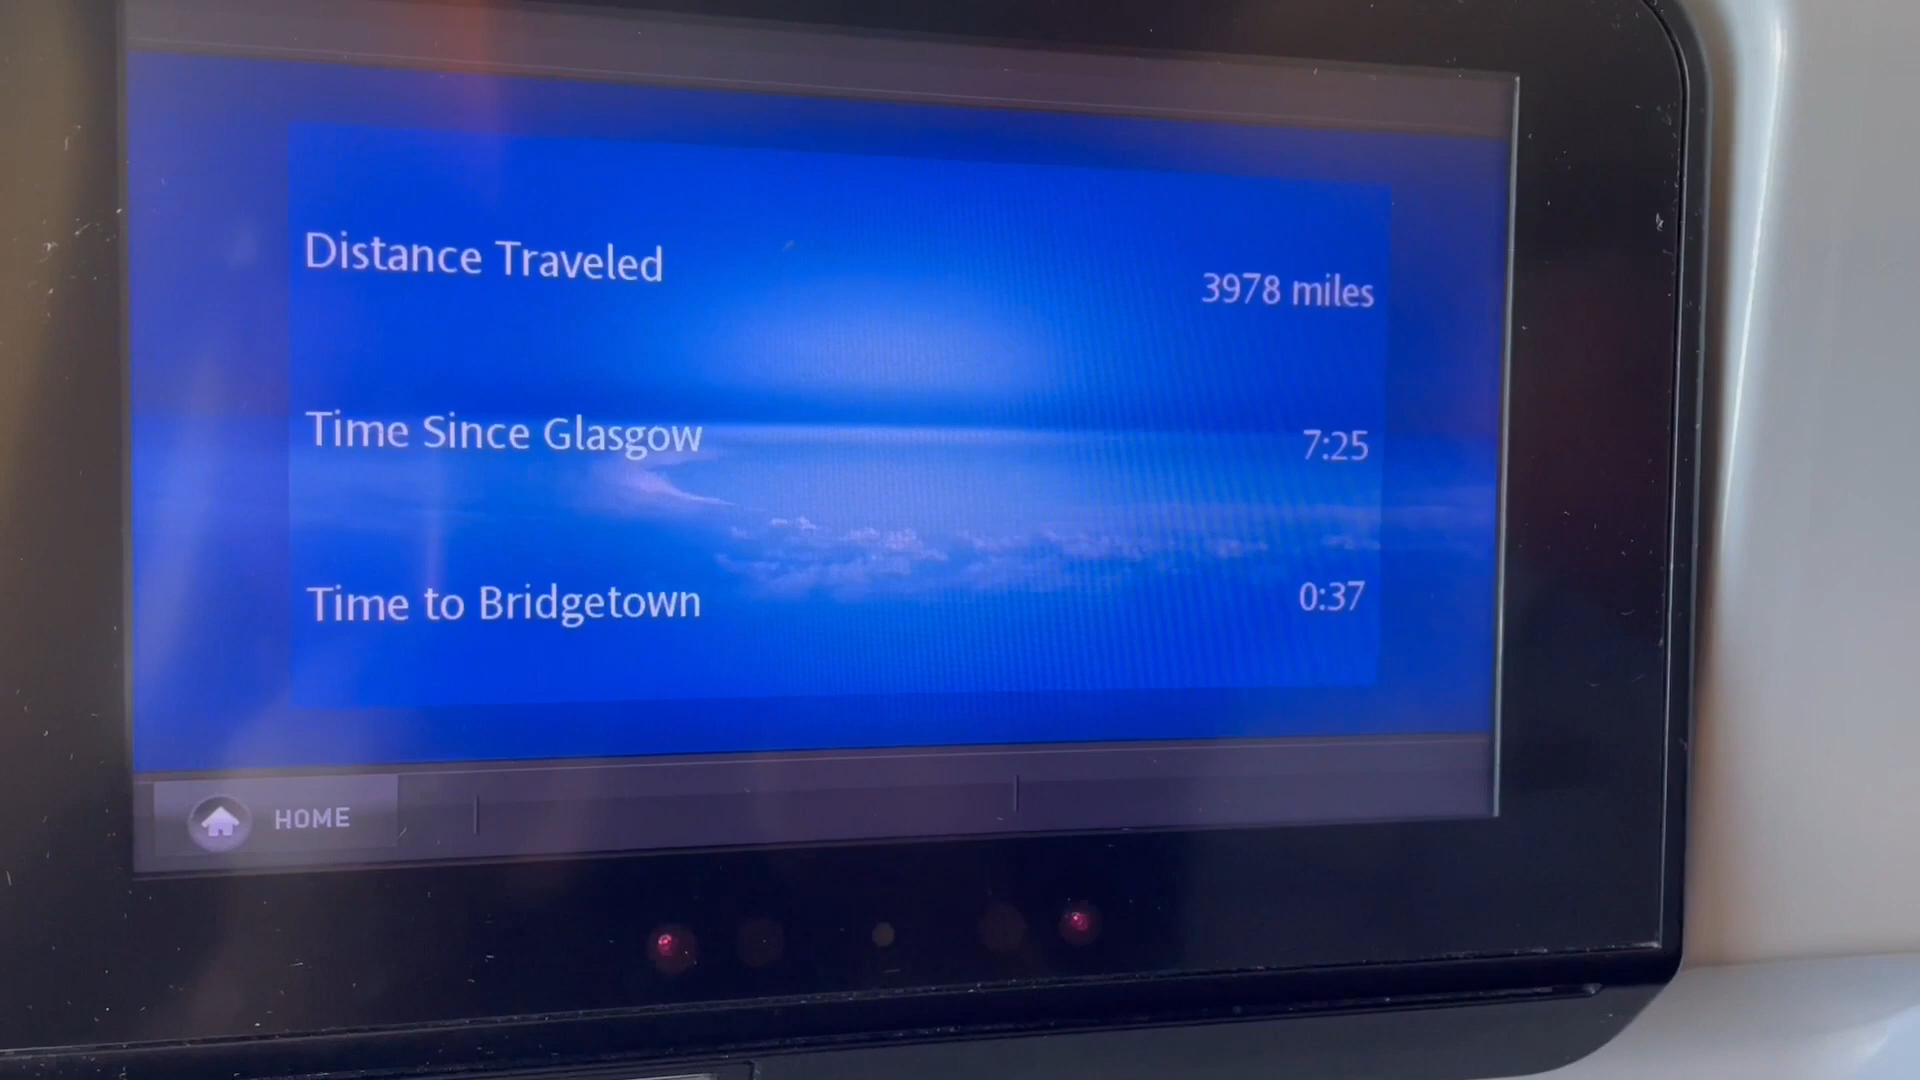 Distance Traveled
3978 miles
Time Since Glasgow
7:25
Time to Bridgetown
0:37
HOME